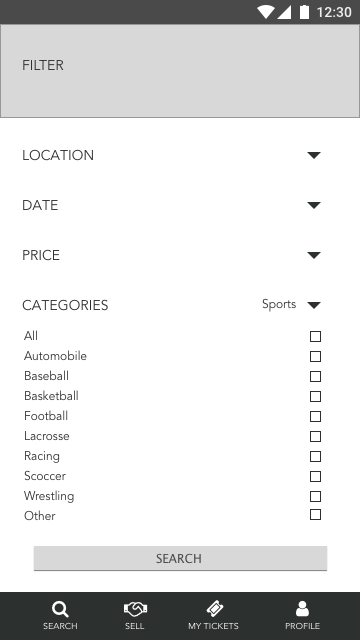 12:30
FILTER
LOCATION
DATE
PRICE
CATEGORIES Sports
All
Automobile
Baseball
Basketball
Football
Lacrosse
Racing
Scoccer
Wrestling
Other
SEARCH
SEARCH SELL MY TICKETS PROFILE